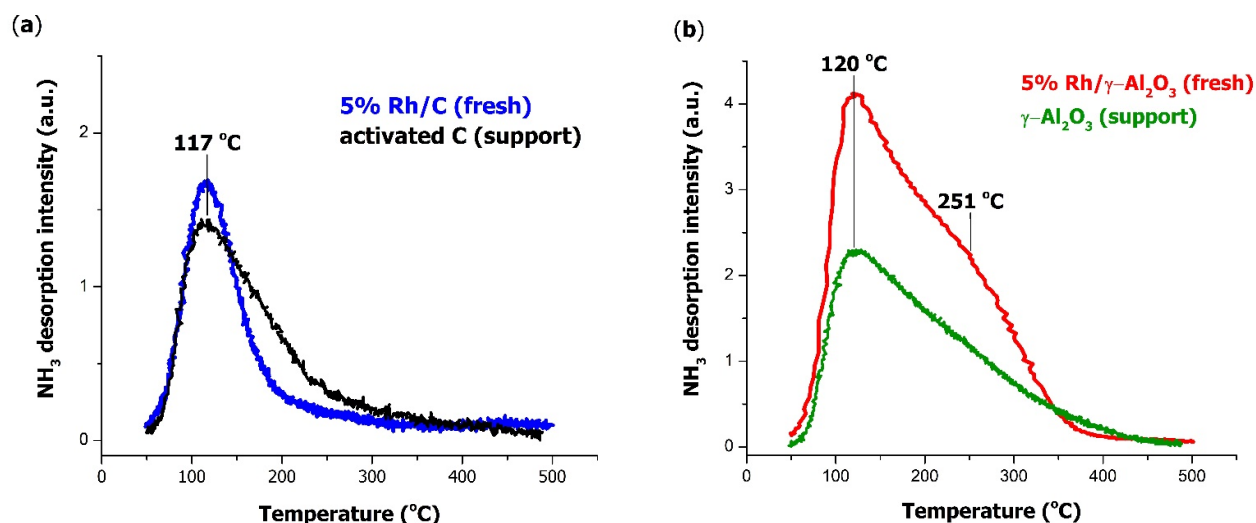 (a)
5% Rh/C (fresh)
activated C (support)
117 °C
NH₃ desorption intensity (a.u.)
2
1
0
0
100
200
300
400
500
Temperature (°C)
(b)
120 °C
5% Rh/γ–Al₂O₃ (fresh)
γ–Al₂O₃ (support)
251 °C
NH₃ desorption intensity (a.u.)
4
3
2
1
0
0
100
200
300
400
500
Temperature (°C)